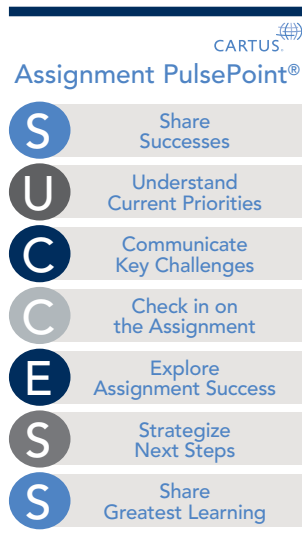 CARTUS.
Assignment PulsePoint®
S
Share
Successes
U
Understand
Current Priorities
C
Communicate
Key Challenges
C
Check in on
the Assignment
E
Explore
Assignment Success
S
Strategize
Next Steps
S
Share
Greatest Learning